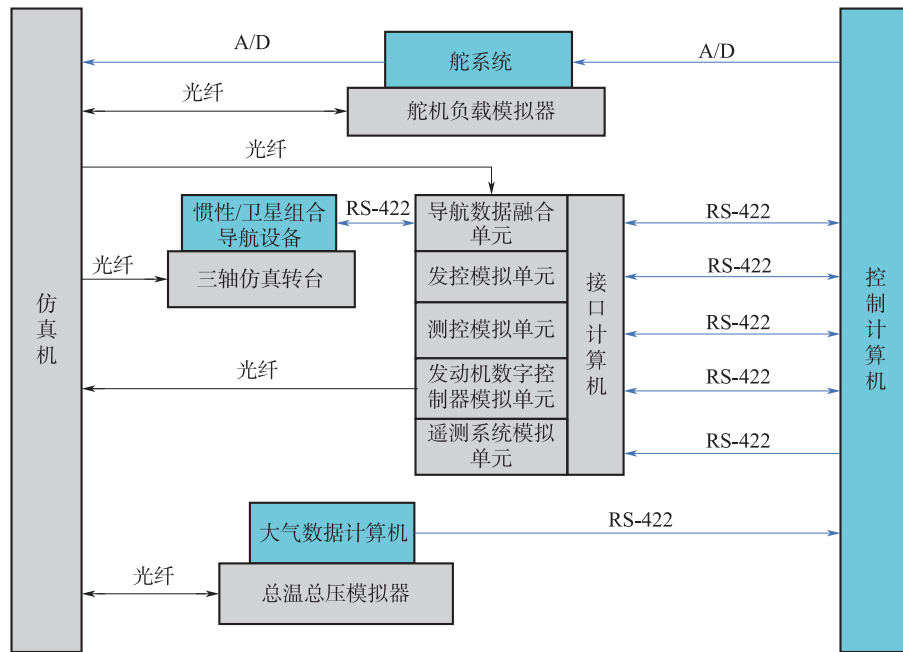 A/D
舵系统
A/D
光纤
舵机负载模拟器
光纤
惯性/卫星组合
导航设备
RS-422
导航数据融合
单元
RS-422
光纤
三轴仿真转台
发控模拟单元
RS-422
仿真机
测控模拟单元
接口计算机
RS-422
控制计算机
光纤
发动机数字控
制器模拟单元
RS-422
遥测系统模拟
单元
RS-422
大气数据计算机
RS-422
光纤
总温总压模拟器